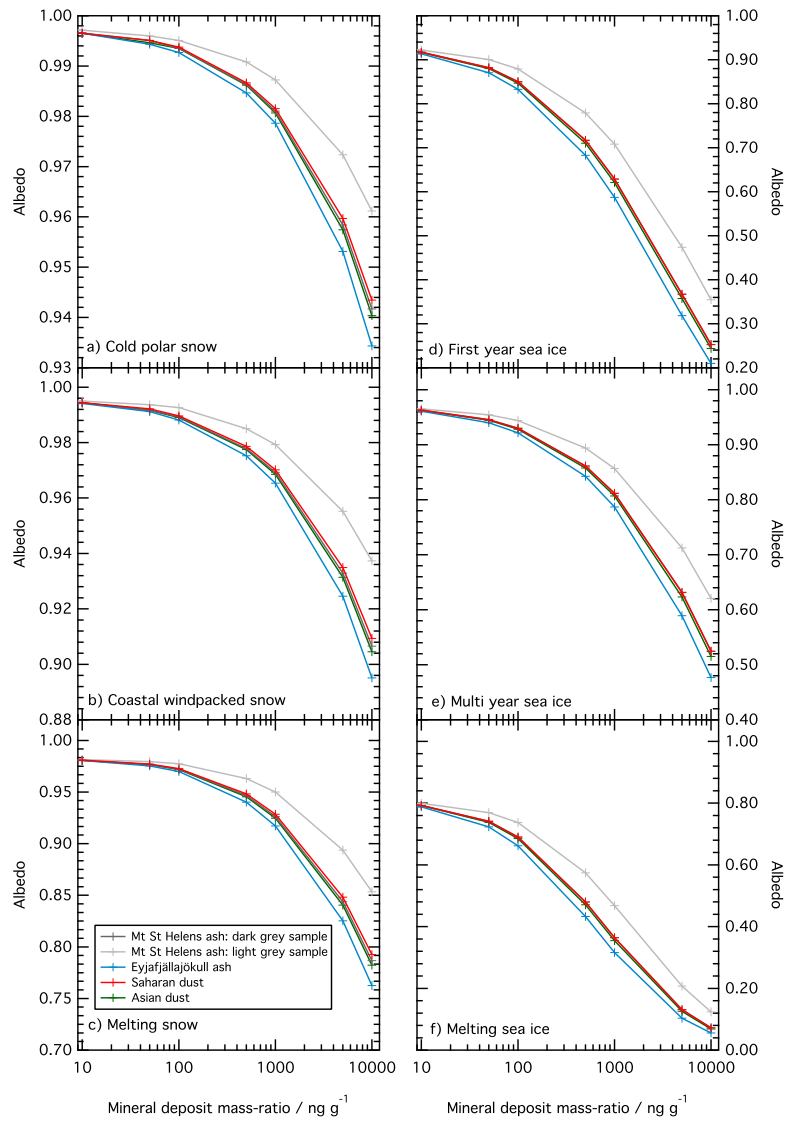 1.00
0.99
0.98
0.97
0.96
0.95
0.94
0.93
Albedo
a) Cold polar snow
1.00
0.90
0.80
0.70
0.60
0.50
0.40
0.30
0.20
Albedo
d) First year sea ice
1.00
0.98
0.96
0.94
0.92
0.90
0.88
Albedo
b) Coastal windpacked snow
1.00
0.90
0.80
0.70
0.60
0.50
0.40
Albedo
e) Multi year sea ice
1.00
0.95
0.90
0.85
0.80
0.75
0.70
Albedo
Mt St Helens ash: dark grey sample
Mt St Helens ash: light grey sample
Eyjafjällajökull ash
Saharan dust
Asian dust
c) Melting snow
10 100 1000 10000
Mineral deposit mass-ratio / ng g-1
1.00
0.80
0.60
0.40
0.20
0.00
Albedo
f) Melting sea ice
10 100 1000 10000
Mineral deposit mass-ratio / ng g-1